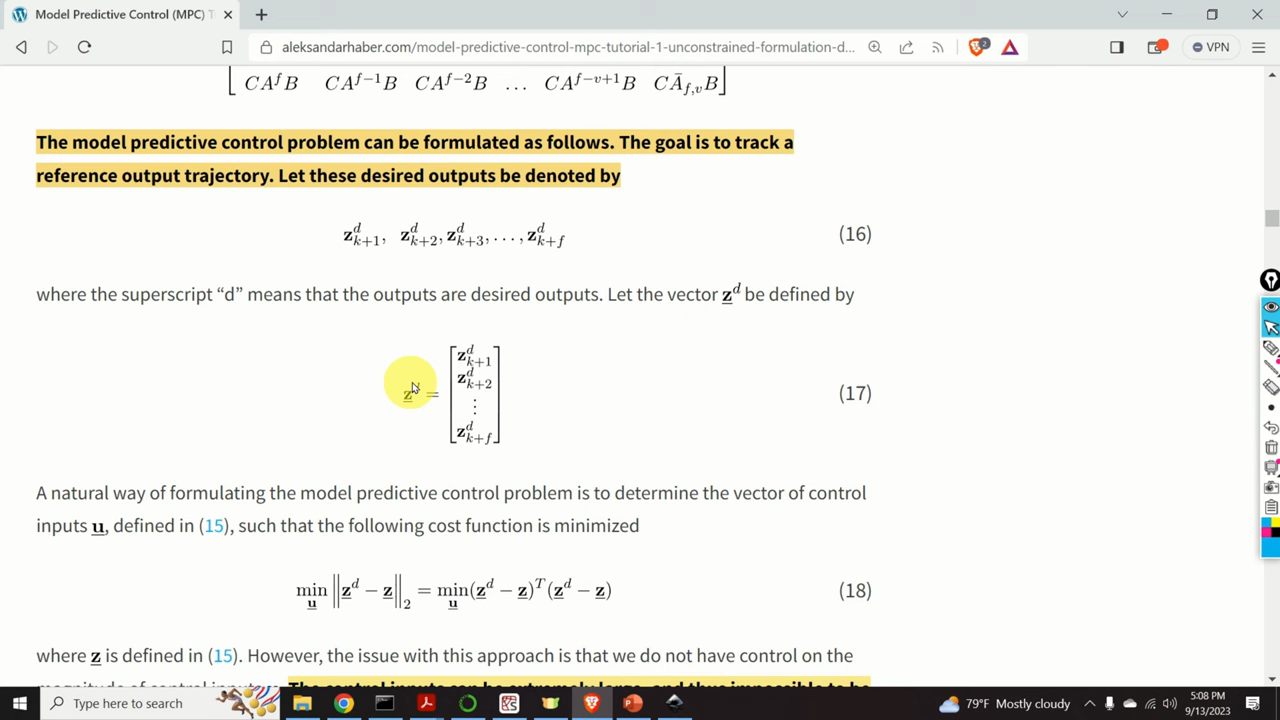 Model Predictive Control (MPC) T
aleksandarhaber.com/model-predictive-control-mpc-tutorial-1-unconstrained-formulation-d...
2
VPN
CA^f B CA^{f−1}B CA^{f−2}B … CA^{f−v+1}B CĀ_{f,v}B
The model predictive control problem can be formulated as follows. The goal is to track a
reference output trajectory. Let these desired outputs be denoted by
z^d_{k+1}, z^d_{k+2}, z^d_{k+3}, …, z^d_{k+f} (16)
where the superscript “d” means that the outputs are desired outputs. Let the vector z^d be defined by
z^d_{k+1}
z^d_{k+2}
z = ⋮ (17)
z^d_{k+f}
A natural way of formulating the model predictive control problem is to determine the vector of control
inputs u, defined in (15), such that the following cost function is minimized
min_u ‖z^d − z‖_2 = min_u (z^d − z)^T (z^d − z) (18)
where z is defined in (15). However, the issue with this approach is that we do not have control on the
Type here to search
79°F Mostly cloudy
5:08 PM
9/13/2023